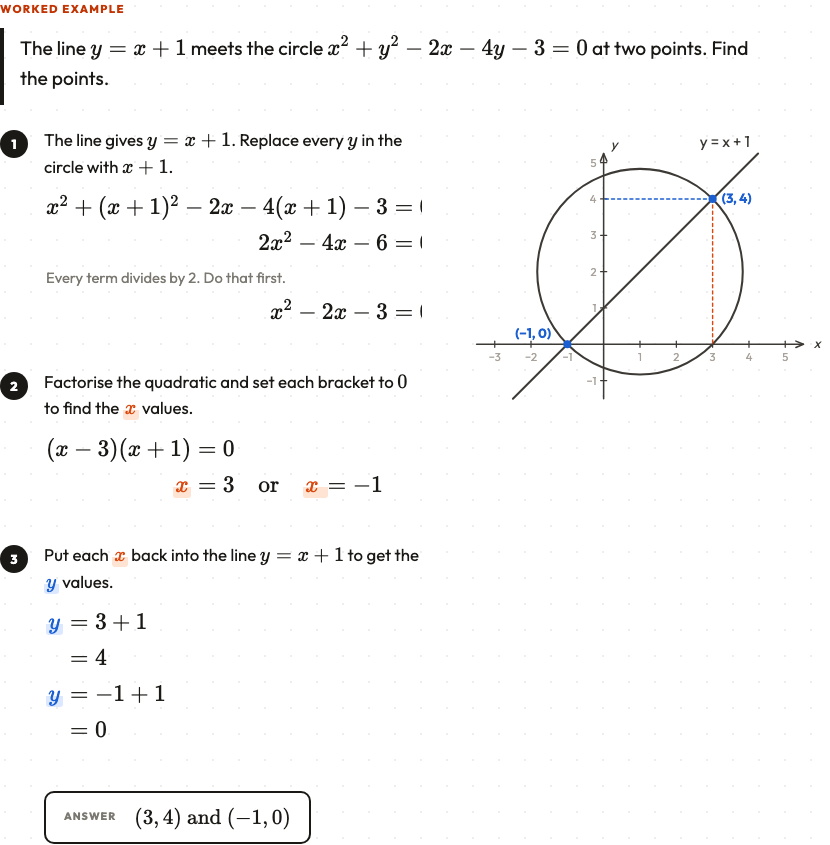 WORKED EXAMPLE
The line y = x + 1 meets the circle x² + y² − 2x − 4y − 3 = 0 at two points. Find
the points.
1
The line gives y = x + 1. Replace every y in the
circle with x + 1.
x² + (x + 1)² − 2x − 4(x + 1) − 3 =
2x² − 4x − 6 =
Every term divides by 2. Do that first.
x² − 2x − 3 =
2
Factorise the quadratic and set each bracket to 0
to find the x values.
(x − 3)(x + 1) = 0
x = 3 or x = −1
3
Put each x back into the line y = x + 1 to get the
y values.
y = 3 + 1
= 4
y = −1 + 1
= 0
ANSWER (3, 4) and (−1, 0)
y
y = x + 1
5
4
(3, 4)
3
2
1
(−1, 0)
x
−3 −2 −1 1 2 3 4 5
−1